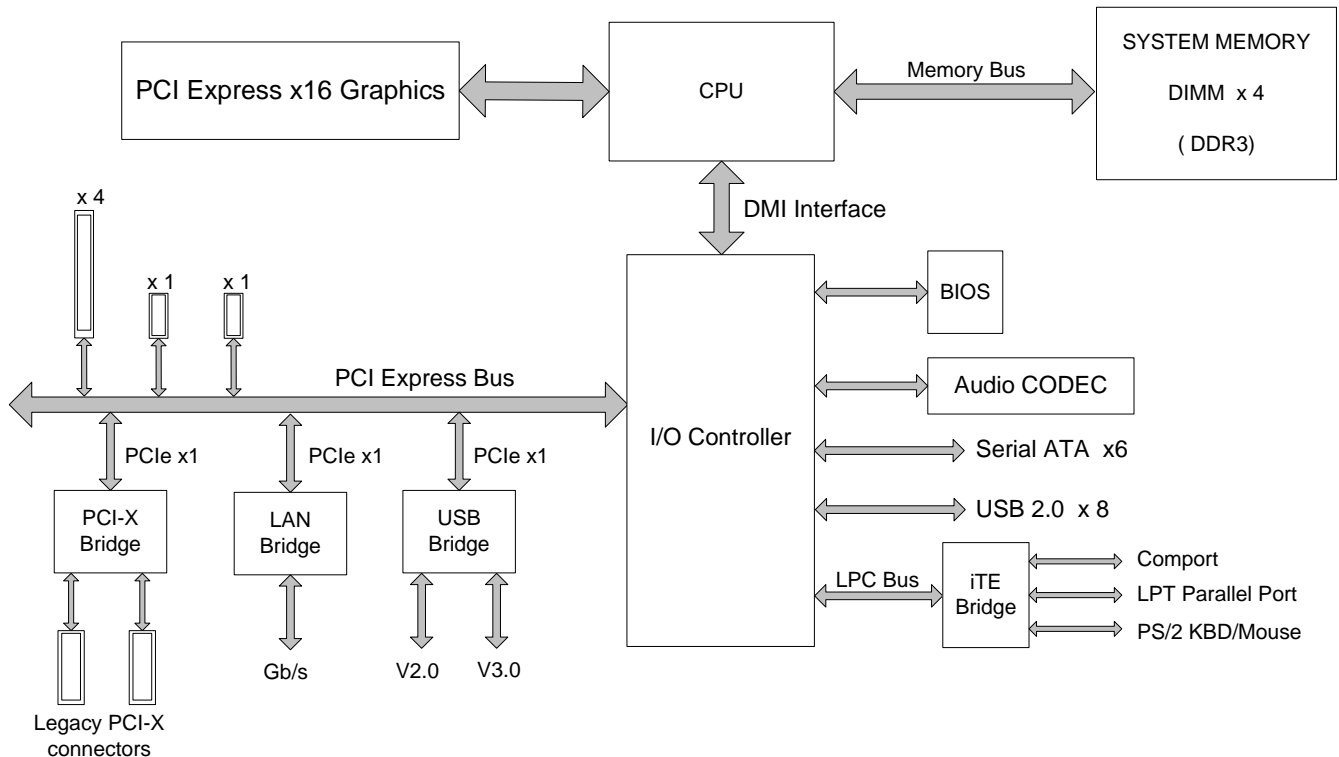 SYSTEM MEMORY
DIMM x 4
( DDR3)
PCI Express x16 Graphics
CPU
Memory Bus
DMI Interface
x 4
x 1
x 1
PCI Express Bus
I/O Controller
BIOS
Audio CODEC
Serial ATA x6
USB 2.0 x 8
LPC Bus
iTE
Bridge
Comport
LPT Parallel Port
PS/2 KBD/Mouse
PCIe x1
PCIe x1
PCIe x1
PCI-X
Bridge
LAN
Bridge
USB
Bridge
Gb/s
V2.0
V3.0
Legacy PCI-X
connectors